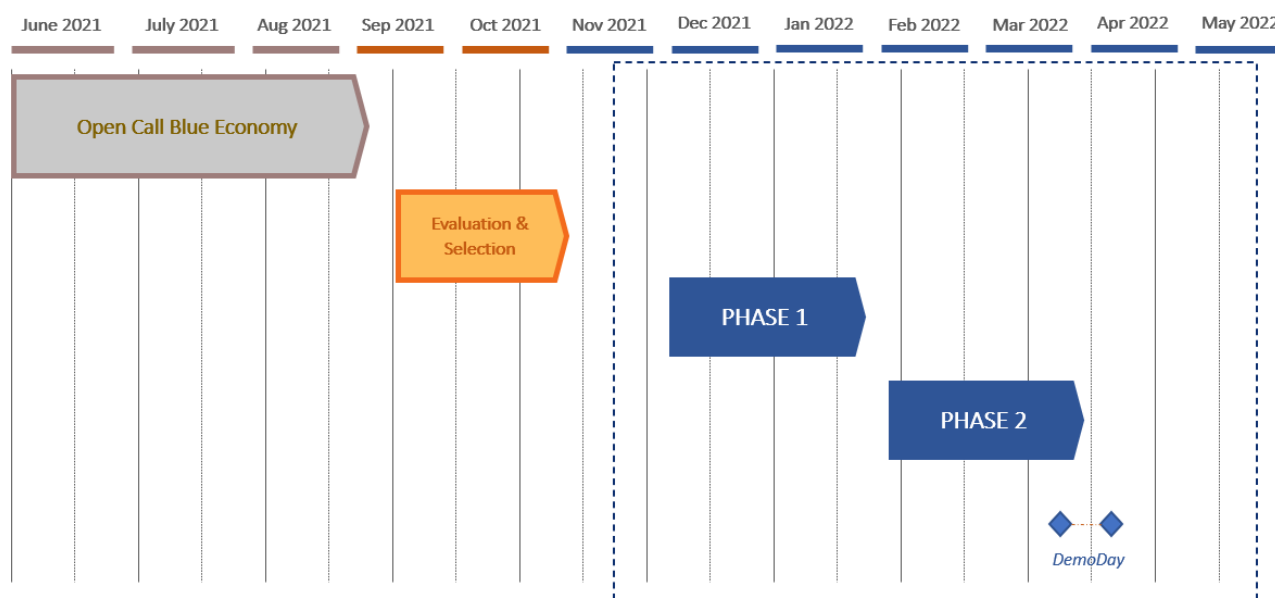 June 2021 July 2021 Aug 2021 Sep 2021 Oct 2021 Nov 2021 Dec 2021 Jan 2022 Feb 2022 Mar 2022 Apr 2022 May 2022
Open Call Blue Economy
Evaluation &
Selection
PHASE 1
PHASE 2
DemoDay